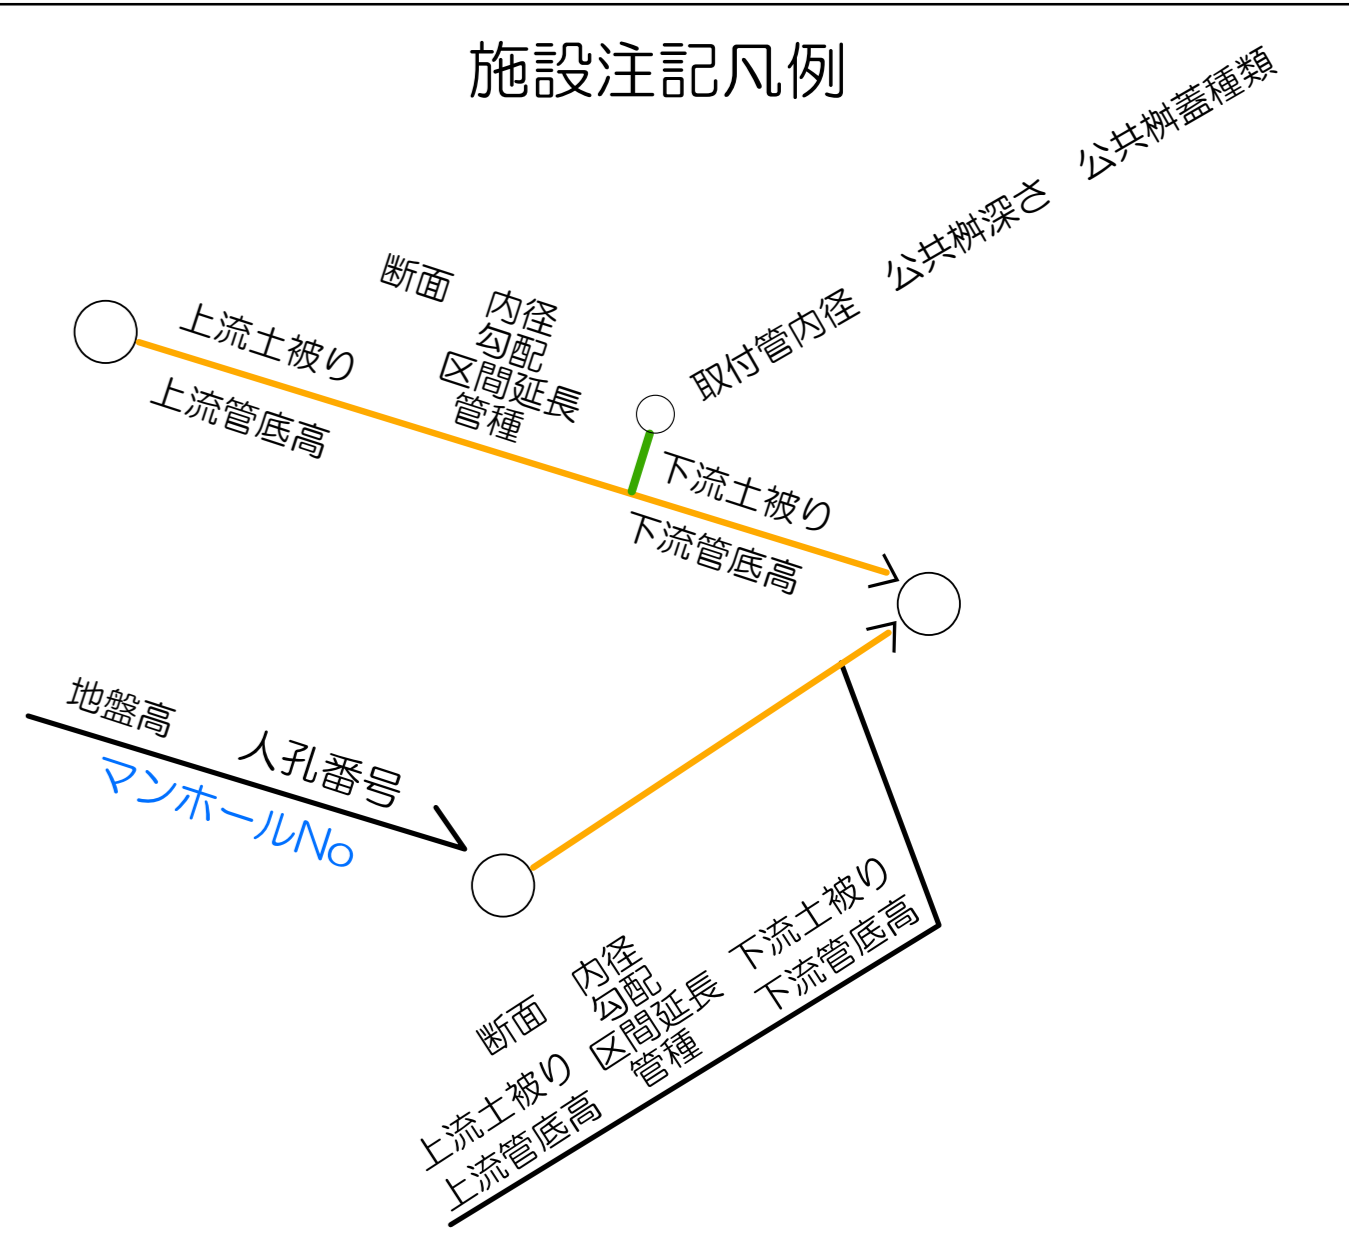 施設注記凡例
取付管内径　公共桝深さ　公共桝蓋種類
断面　内径
勾配
区間延長
管種
上流土被り
上流管底高
下流土被り
下流管底高
地盤高　人孔番号
マンホールNo
断面　内径
勾配
上流土被り　区間延長　下流土被り
上流管底高　管種　下流管底高